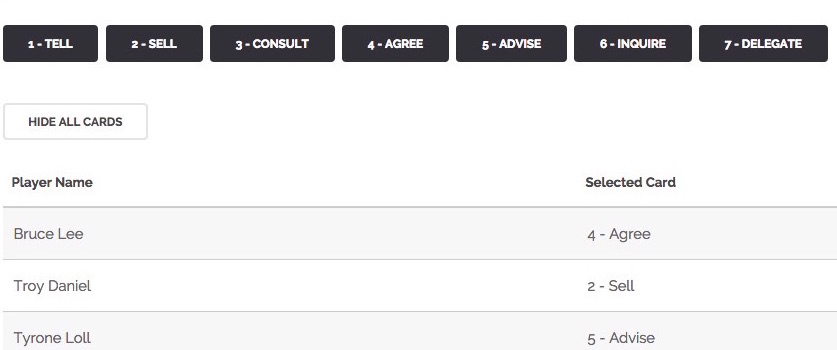 1 - TELL 2 - SELL 3 - CONSULT 4 - AGREE 5 - ADVISE 6 - INQUIRE 7 - DELEGATE
HIDE ALL CARDS
Player Name Selected Card
Bruce Lee 4 - Agree
Troy Daniel 2 - Sell
Tyrone Loll 5 - Advise